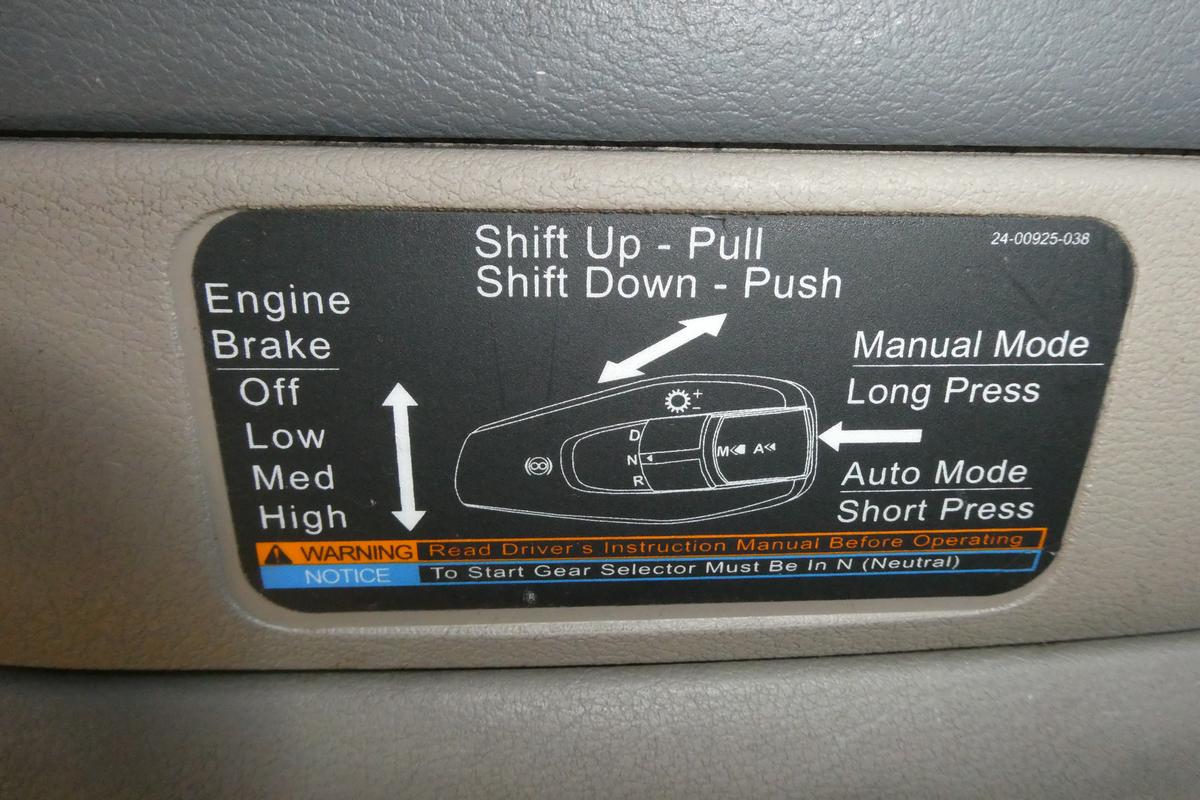 Shift Up - Pull
Shift Down - Push
24-00925-038
Engine
Brake
Off
Low
Med
High
+
-
D
N
R
M
A
Manual Mode
Long Press
Auto Mode
Short Press
WARNING Read Driver's Instruction Manual Before Operating
NOTICE To Start Gear Selector Must Be In N (Neutral)